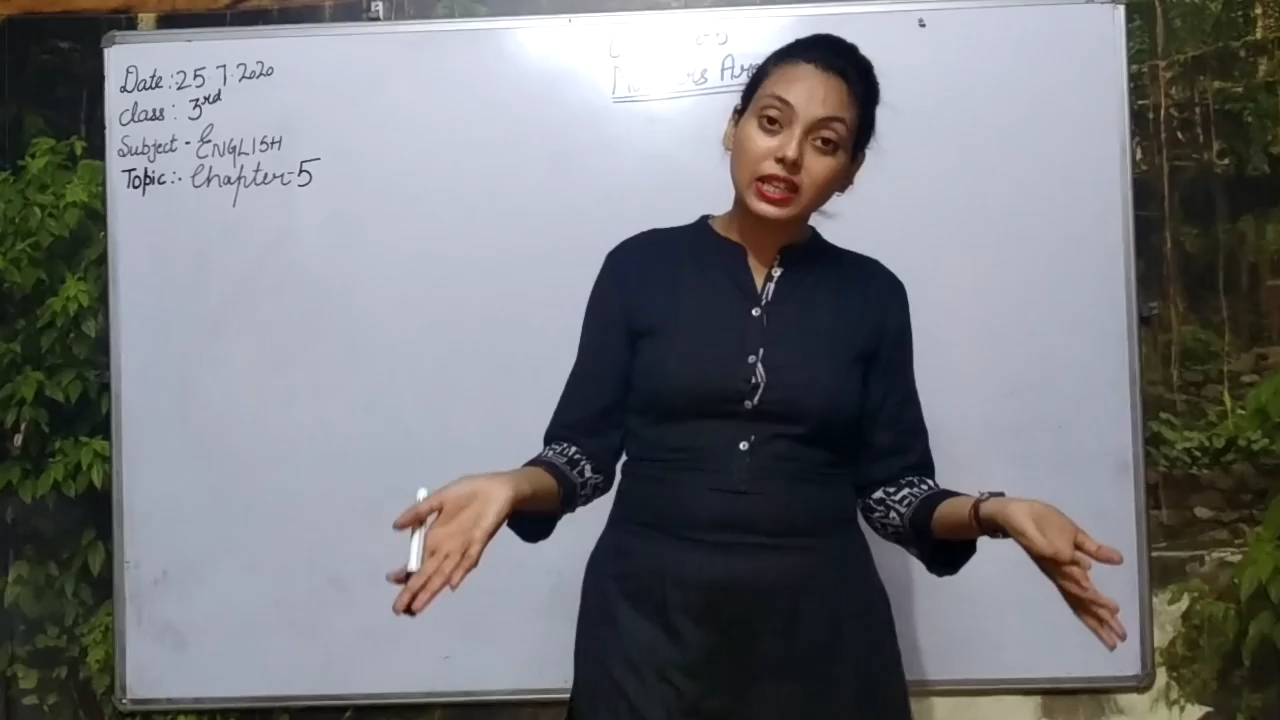 Date : 25.7.2020
Class : 3rd
Subject - ENGLISH
Topic :- Chapter-5